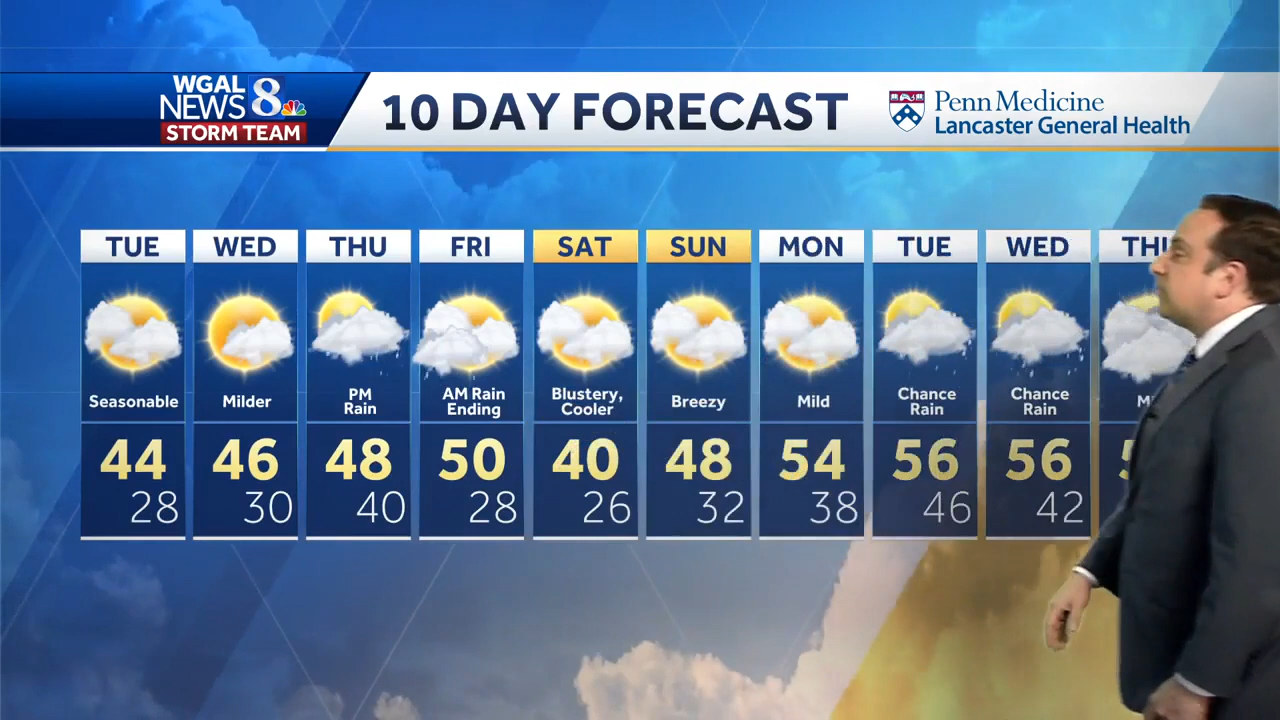 WGAL
NEWS 8
STORM TEAM
10 DAY FORECAST
Penn Medicine
Lancaster General Health
TUE WED THU FRI SAT SUN MON TUE WED
Seasonable
Milder
PM
Rain
AM Rain
Ending
Blustery,
Cooler
Breezy
Mild
Chance
Rain
Chance
Rain
44 46 48 50 40 48 54 56 56
28 30 40 28 26 32 38 46 42